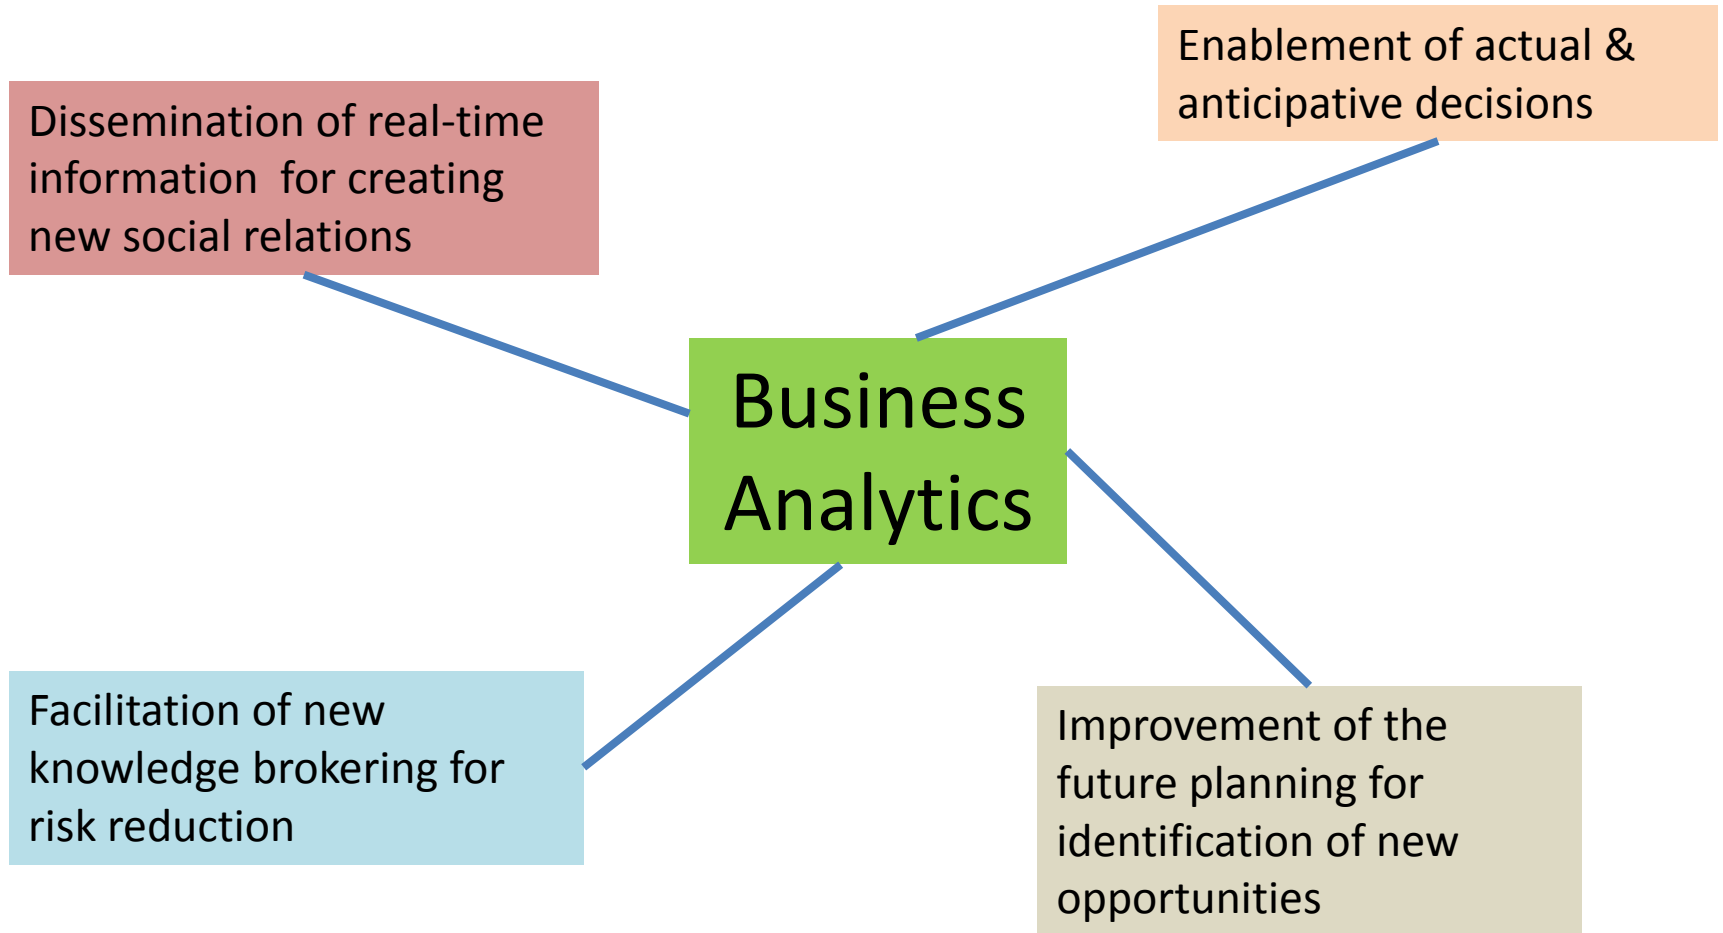 Enablement of actual &
anticipative decisions
Dissemination of real-time
information  for creating
new social relations
Business
Analytics
Facilitation of new
knowledge brokering for
risk reduction
Improvement of the
future planning for
identification of new
opportunities